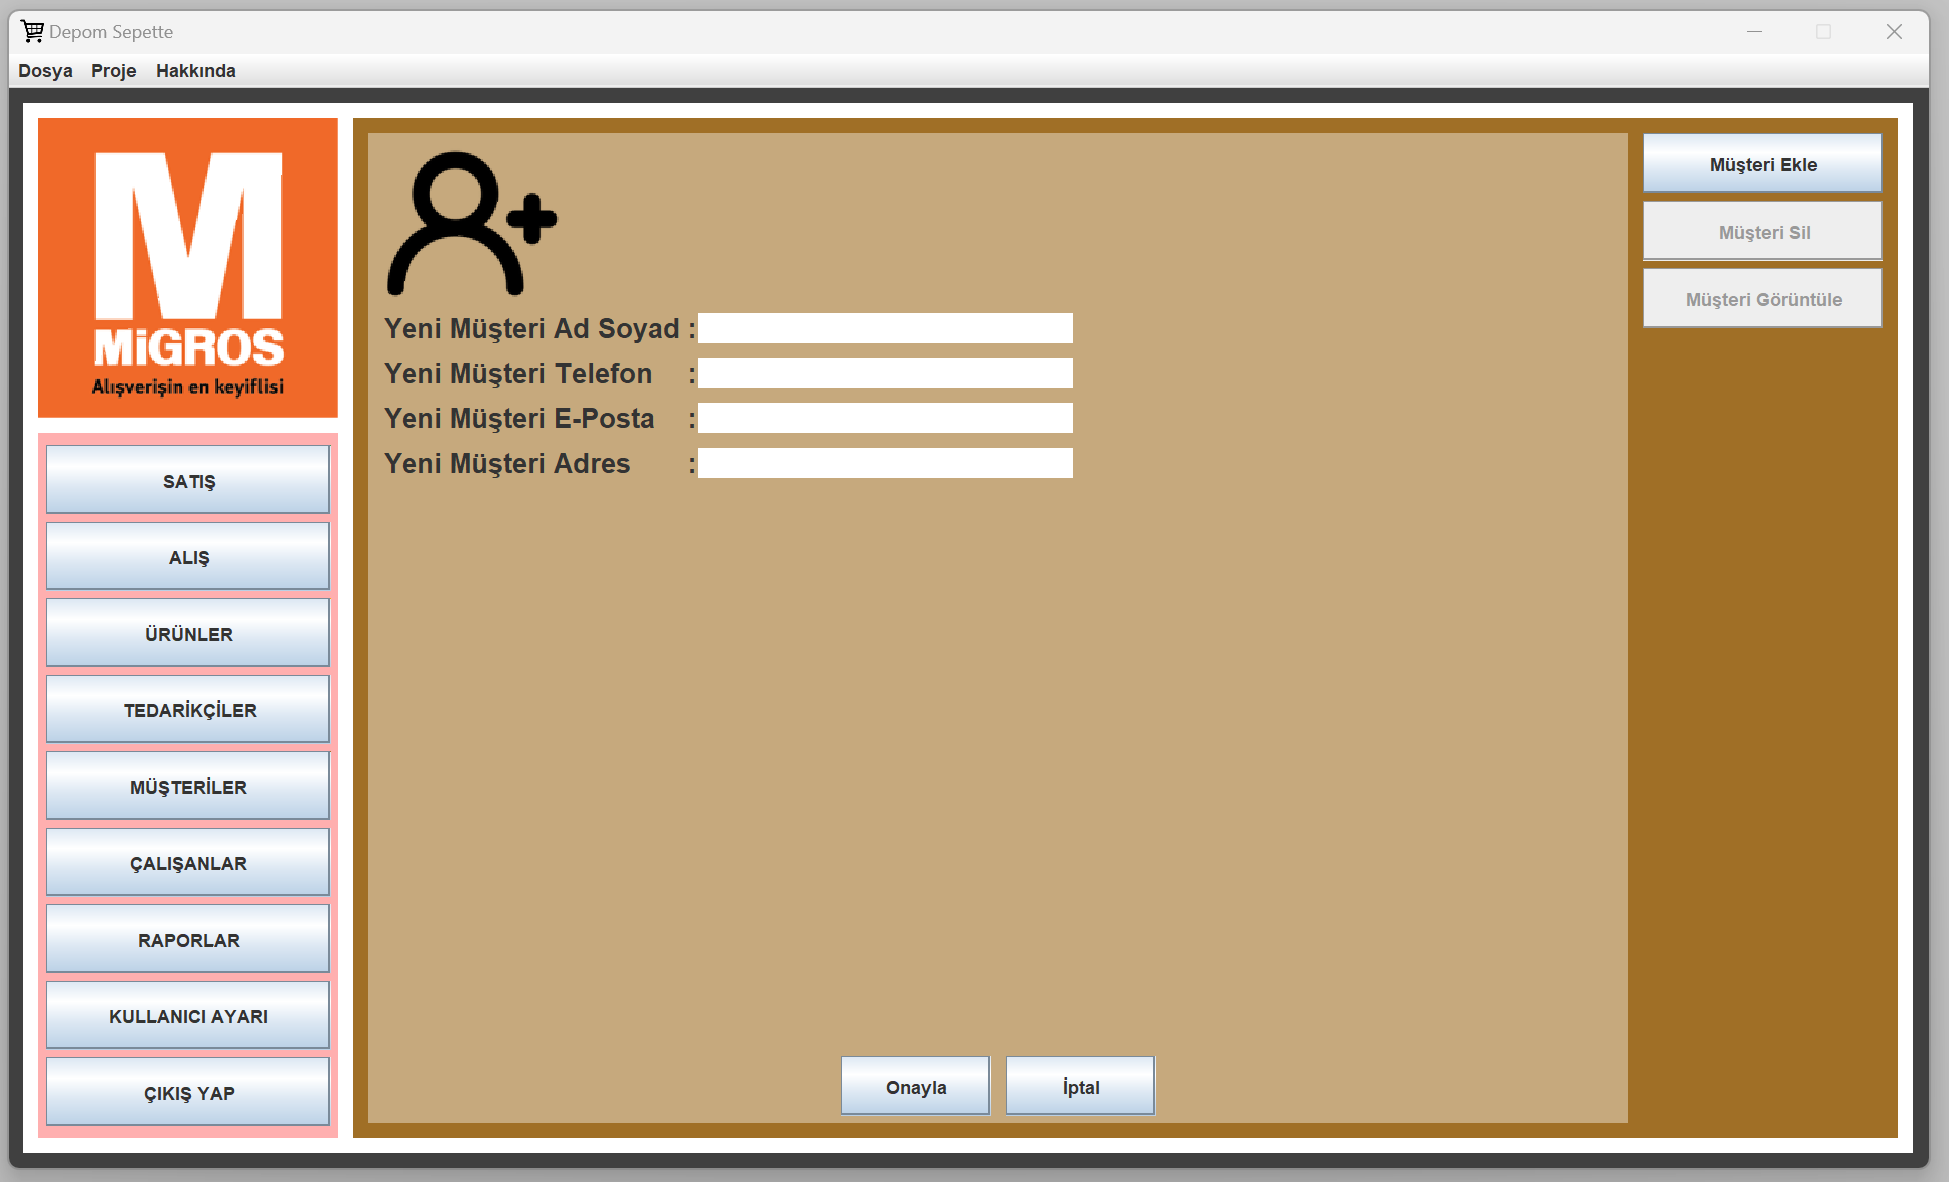 Depom Sepette
Dosya Proje Hakkında
M
MiGROS
Alışverişin en keyiflisi
SATIŞ
ALIŞ
ÜRÜNLER
TEDARİKÇİLER
MÜŞTERİLER
ÇALIŞANLAR
RAPORLAR
KULLANICI AYARI
ÇIKIŞ YAP
Yeni Müşteri Ad Soyad :
Yeni Müşteri Telefon :
Yeni Müşteri E-Posta :
Yeni Müşteri Adres :
Onayla İptal
Müşteri Ekle
Müşteri Sil
Müşteri Görüntüle